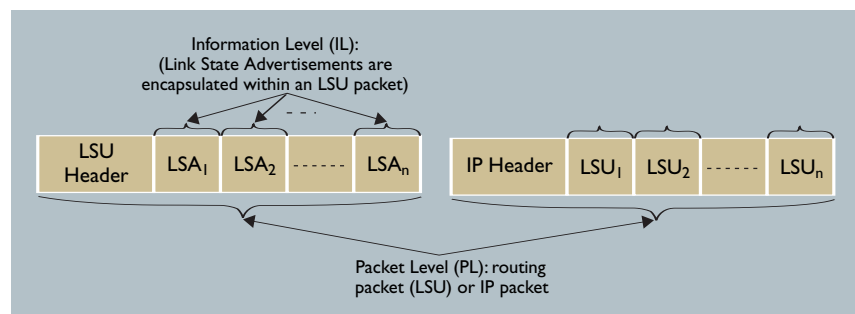 Information Level (IL):
(Link State Advertisements are
encapsulated within an LSU packet)
LSU
Header
LSA1
LSA2
------
LSAn
IP Header
LSU1
LSU2
------
LSUn
Packet Level (PL): routing
packet (LSU) or IP packet